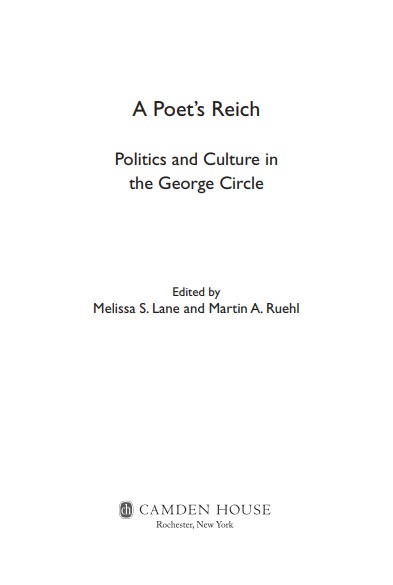 A Poet’s Reich
Politics and Culture in
the George Circle
Edited by
Melissa S. Lane and Martin A. Ruehl
ch CAMDEN HOUSE
Rochester, New York